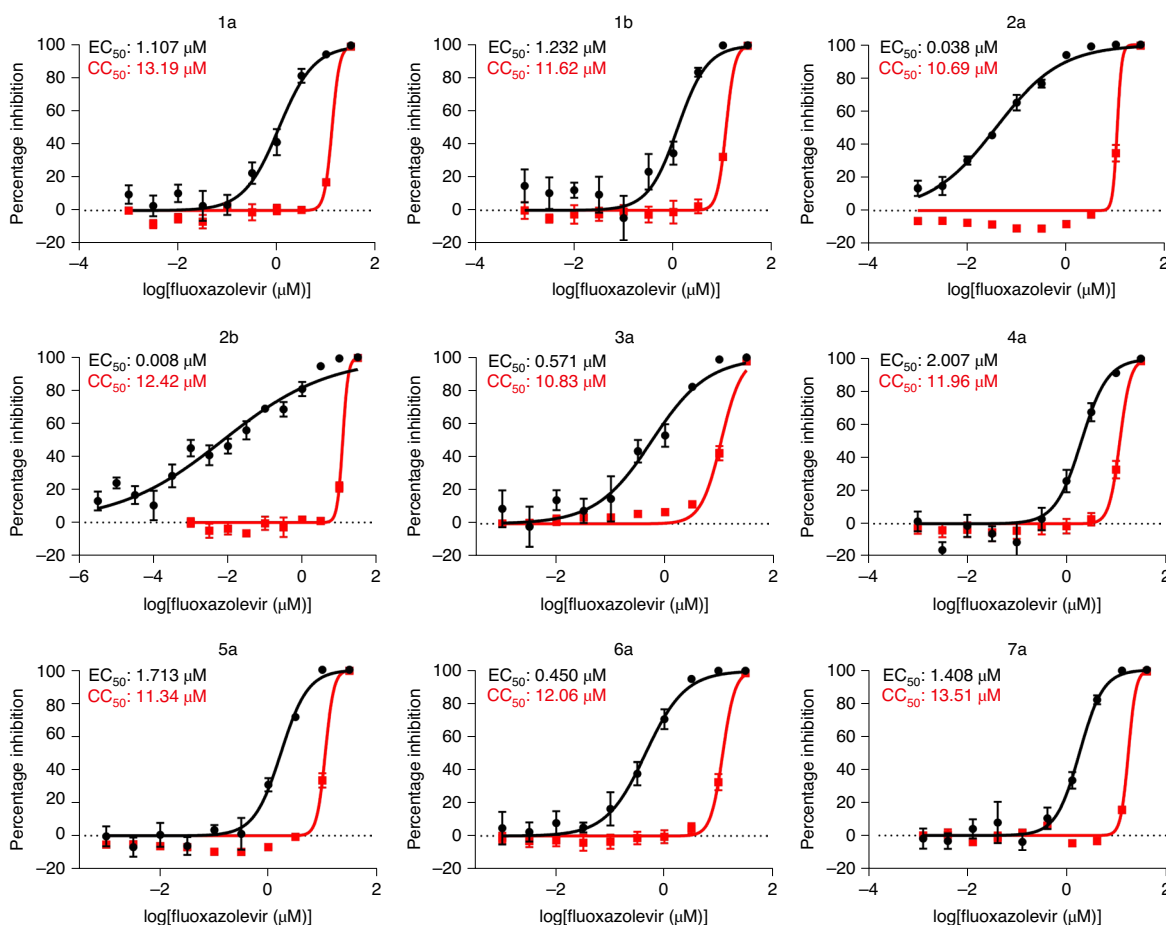 1a
EC50: 1.107 μM
CC50: 13.19 μM
Percentage inhibition
100
80
60
40
20
0
–20
–4
–2
0
2
log[fluoxazolevir (μM)]
1b
EC50: 1.232 μM
CC50: 11.62 μM
Percentage inhibition
100
80
60
40
20
0
–20
–4
–2
0
2
log[fluoxazolevir (μM)]
2a
EC50: 0.038 μM
CC50: 10.69 μM
Percentage inhibition
100
80
60
40
20
0
–20
–4
–2
0
2
log[fluoxazolevir (μM)]
2b
EC50: 0.008 μM
CC50: 12.42 μM
Percentage inhibition
100
80
60
40
20
0
–20
–6
–4
–2
0
2
log[fluoxazolevir (μM)]
3a
EC50: 0.571 μM
CC50: 10.83 μM
Percentage inhibition
100
80
60
40
20
0
–20
–4
–2
0
2
log[fluoxazolevir (μM)]
4a
EC50: 2.007 μM
CC50: 11.96 μM
Percentage inhibition
100
80
60
40
20
0
–20
–4
–2
0
2
log[fluoxazolevir (μM)]
5a
EC50: 1.713 μM
CC50: 11.34 μM
Percentage inhibition
100
80
60
40
20
0
–20
–4
–2
0
2
log[fluoxazolevir (μM)]
6a
EC50: 0.450 μM
CC50: 12.06 μM
Percentage inhibition
100
80
60
40
20
0
–20
–4
–2
0
2
log[fluoxazolevir (μM)]
7a
EC50: 1.408 μM
CC50: 13.51 μM
Percentage inhibition
100
80
60
40
20
0
–20
–4
–2
0
2
log[fluoxazolevir (μM)]